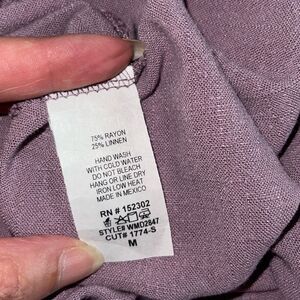 75% RAYON
25% LINNEN
HAND WASH
WITH COLD WATER
DO NOT BLEACH
HANG OR LINE DRY
IRON LOW HEAT
MADE IN MEXICO
RN # 152302
STYLE# WMD2847
CUT# 1774-S
M